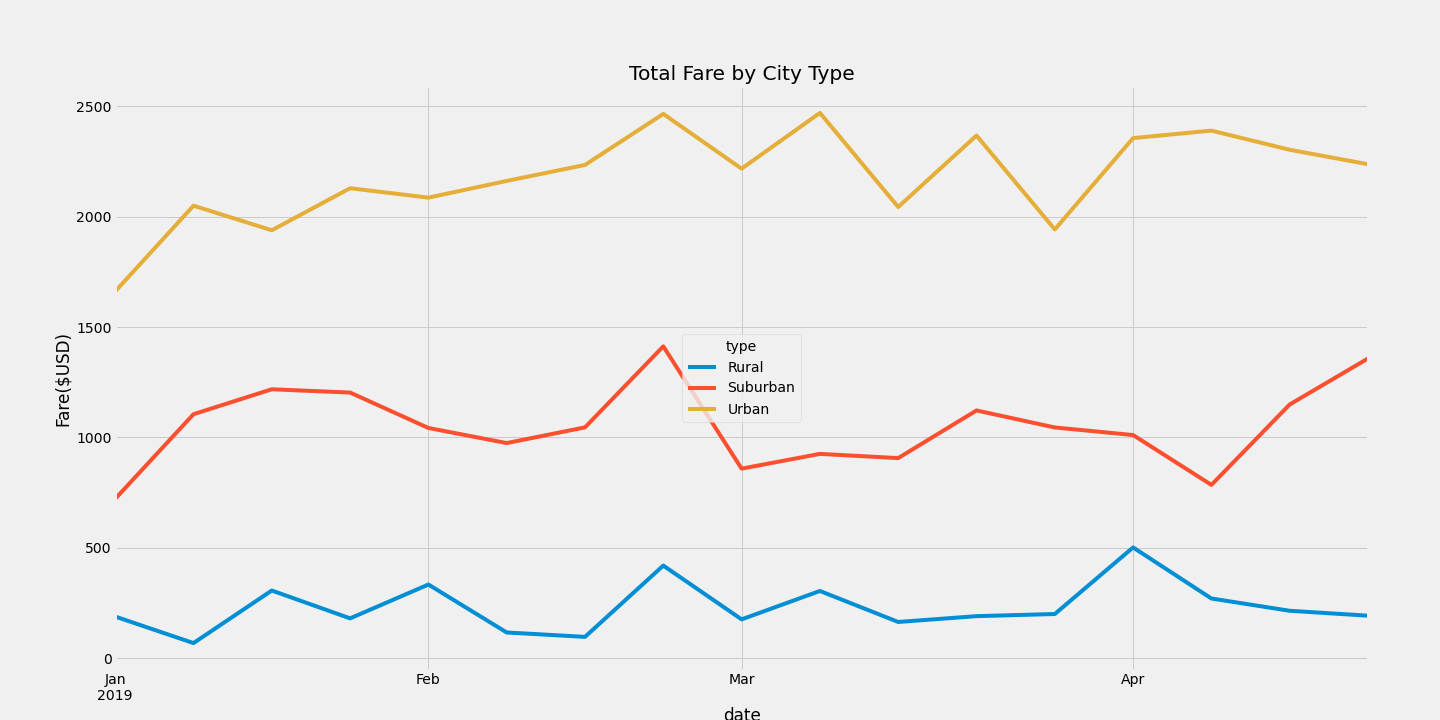 Total Fare by City Type
Fare($USD)
2500
2000
1500
1000
500
0
type
Rural
Suburban
Urban
Jan
2019
Feb
Mar
Apr
date